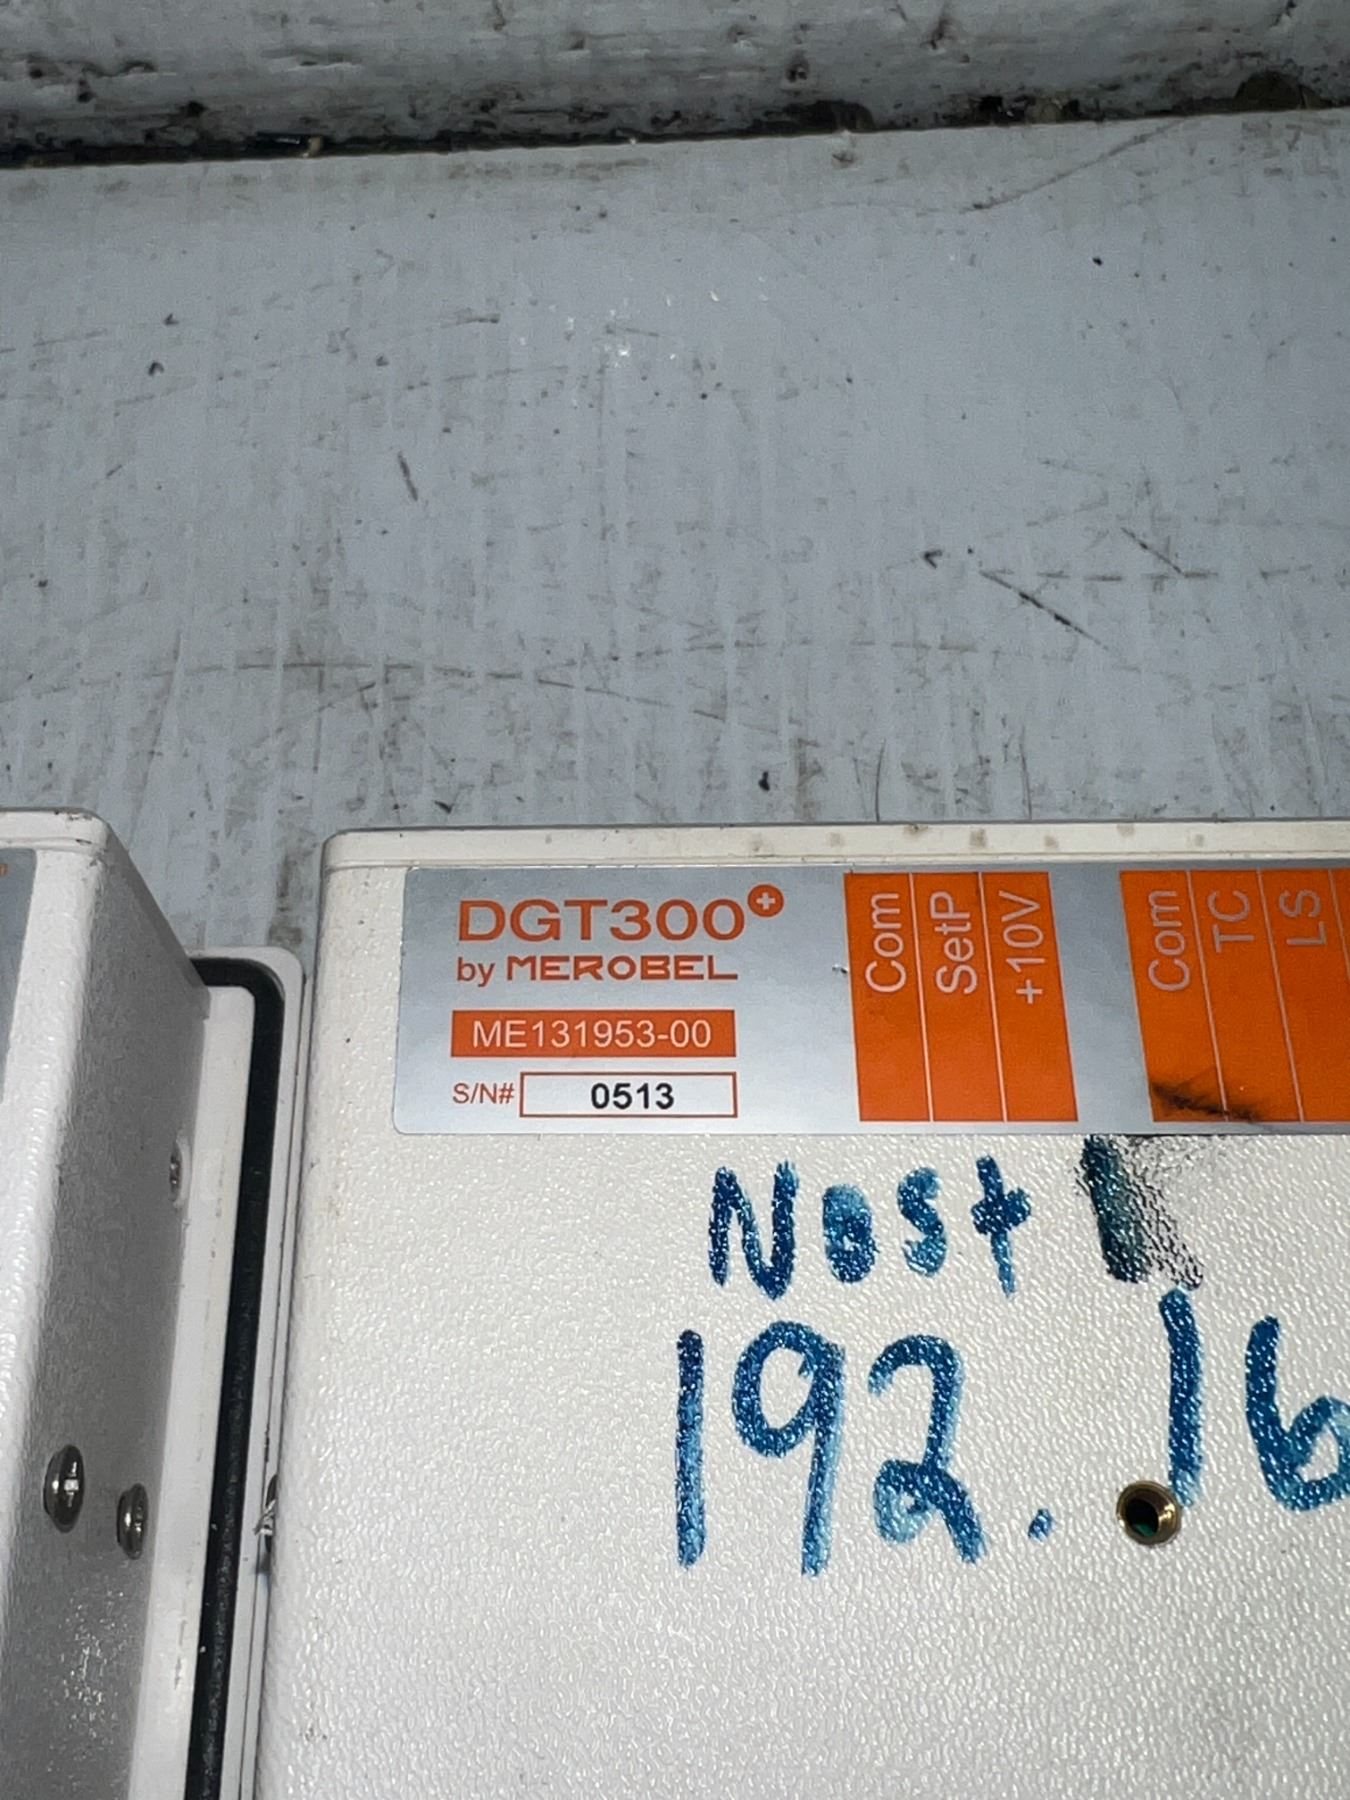 DGT300+
by MEROBEL
ME131953-00
S/N# 0513
Com
SetP
+10V
Com
TC
LS
Nost
192.16